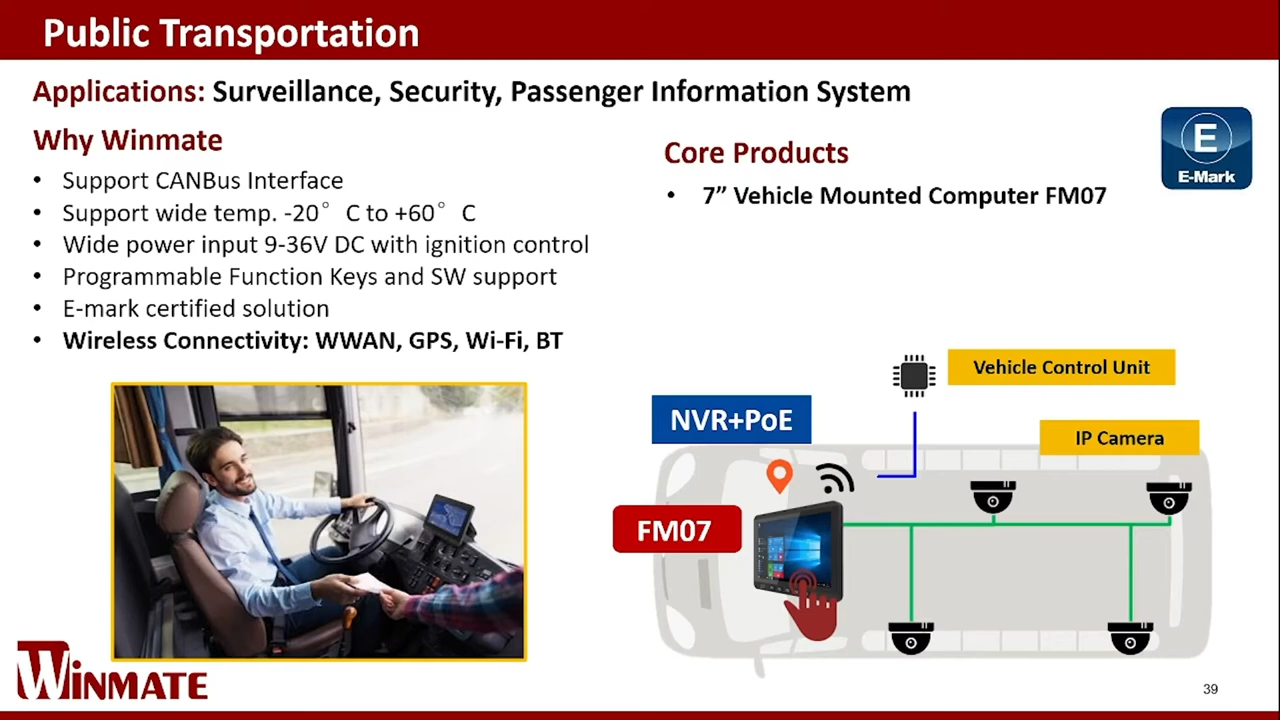 Public Transportation
Applications: Surveillance, Security, Passenger Information System
Why Winmate
• Support CANBus Interface
• Support wide temp. -20° C to +60° C
• Wide power input 9-36V DC with ignition control
• Programmable Function Keys and SW support
• E-mark certified solution
• Wireless Connectivity: WWAN, GPS, Wi-Fi, BT
Core Products
• 7” Vehicle Mounted Computer FM07
E
E-Mark
Vehicle Control Unit
NVR+PoE
IP Camera
FM07
WINMATE
39